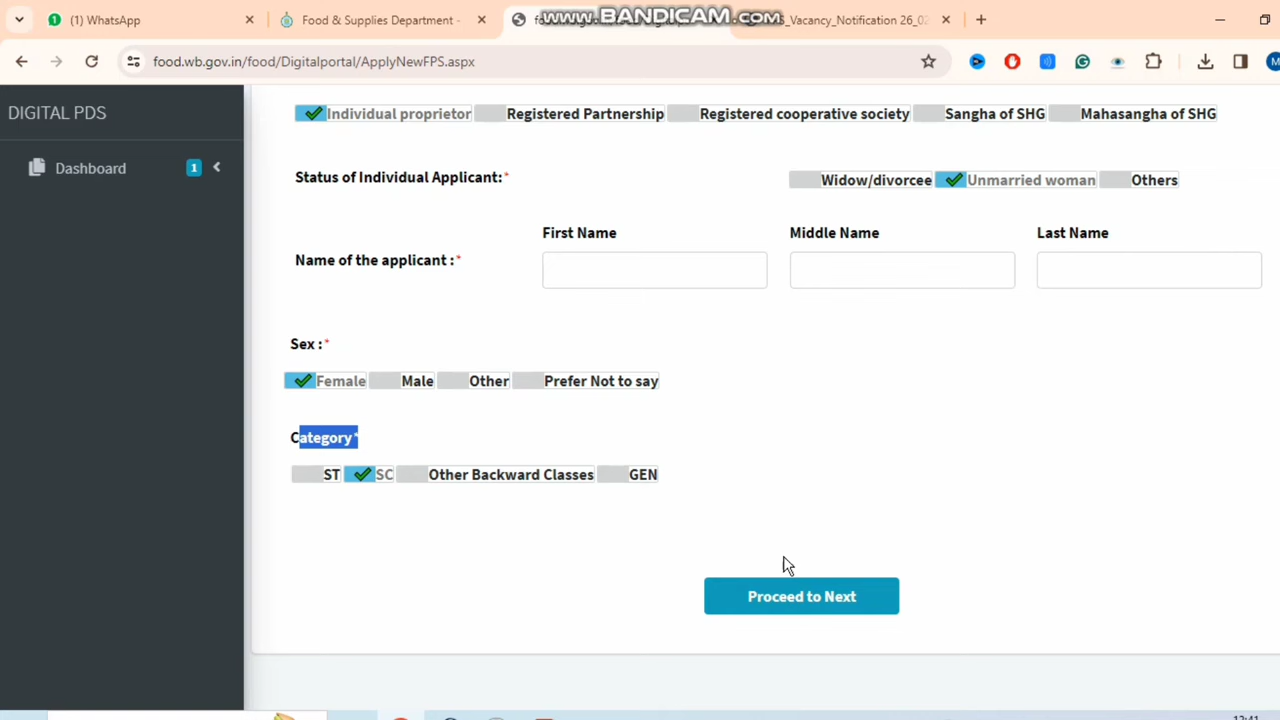 (1) WhatsApp
Food & Supplies Department -
www.BANDICAM.com
_Vacancy_Notification 26_02
food.wb.gov.in/food/Digitalportal/ApplyNewFPS.aspx
DIGITAL PDS
Dashboard 1
Individual proprietor Registered Partnership Registered cooperative society Sangha of SHG Mahasangha of SHG
Status of Individual Applicant:* Widow/divorcee Unmarried woman Others
First Name Middle Name Last Name
Name of the applicant :*
Sex :*
Female Male Other Prefer Not to say
Category*
ST SC Other Backward Classes GEN
Proceed to Next
12:41